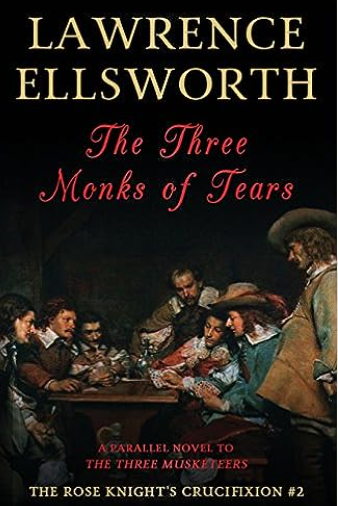 LAWRENCE
ELLSWORTH
The Three
Monks of Tears
A PARALLEL NOVEL TO
THE THREE MUSKETEERS
THE ROSE KNIGHT'S CRUCIFIXION #2